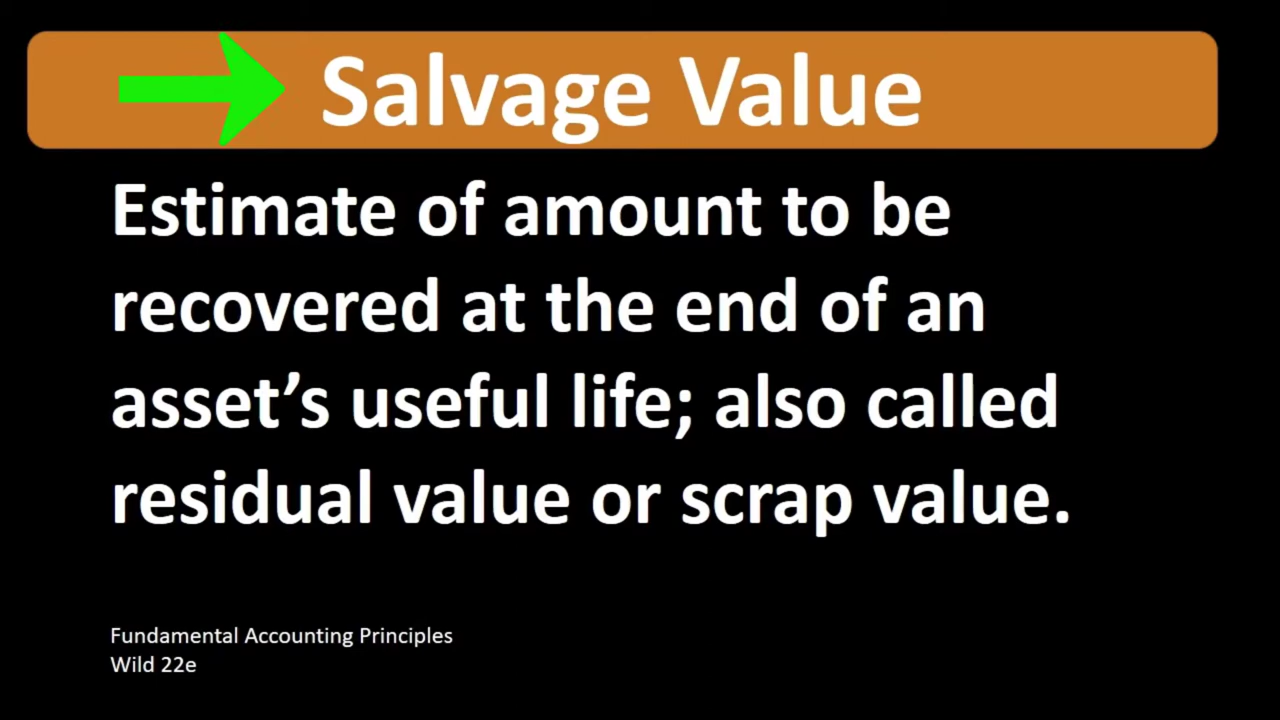 Salvage Value
Estimate of amount to be
recovered at the end of an
asset’s useful life; also called
residual value or scrap value.
Fundamental Accounting Principles
Wild 22e